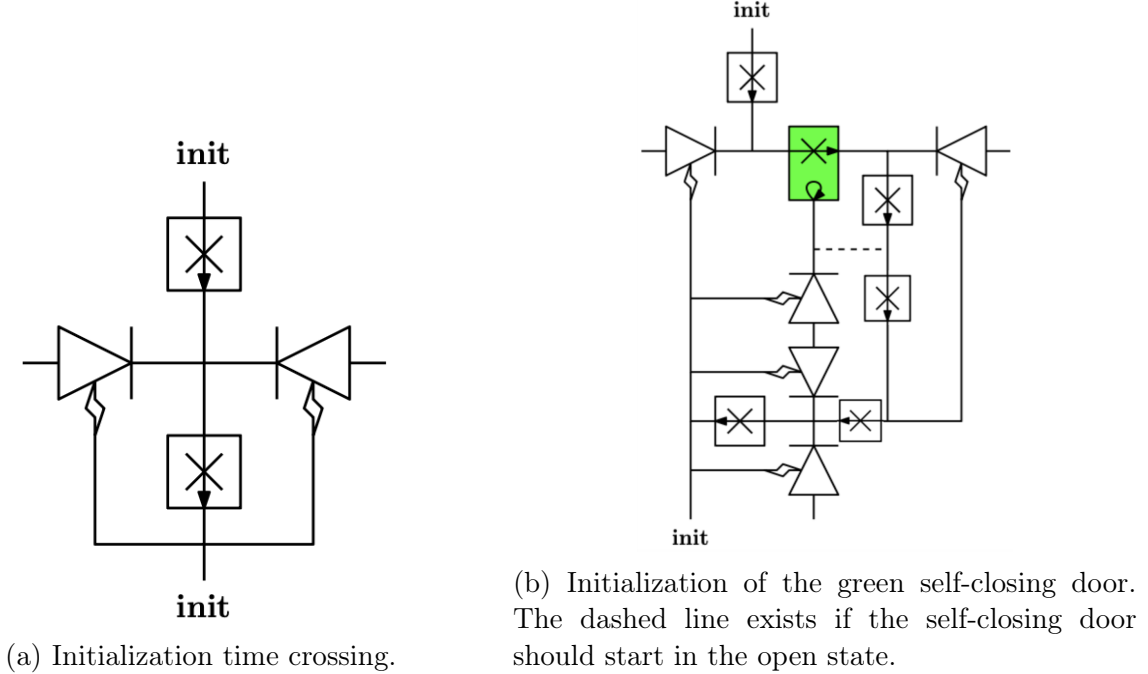 init
init
init
init
(a) Initialization time crossing.
(b) Initialization of the green self-closing door.
The dashed line exists if the self-closing door
should start in the open state.